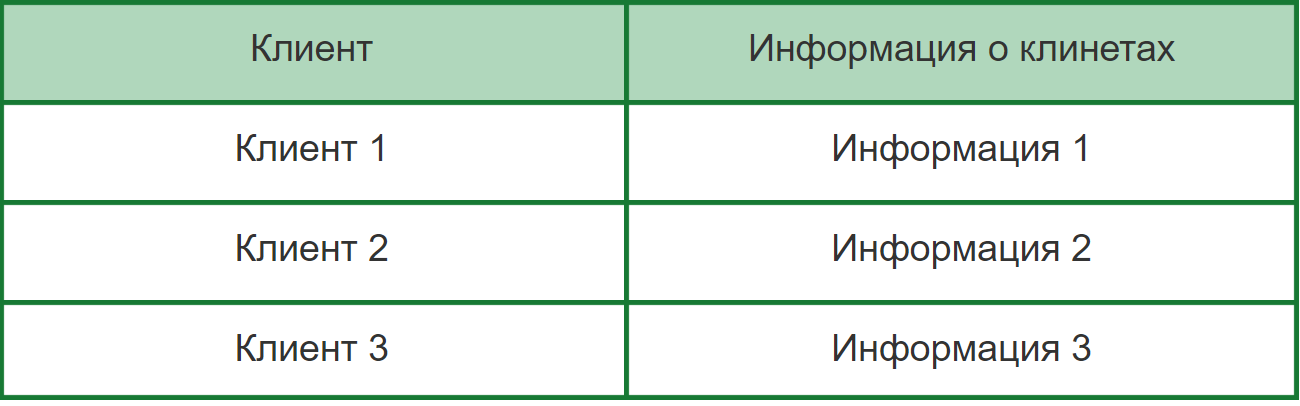 Клиент Информация о клинетах
Клиент 1 Информация 1
Клиент 2 Информация 2
Клиент 3 Информация 3